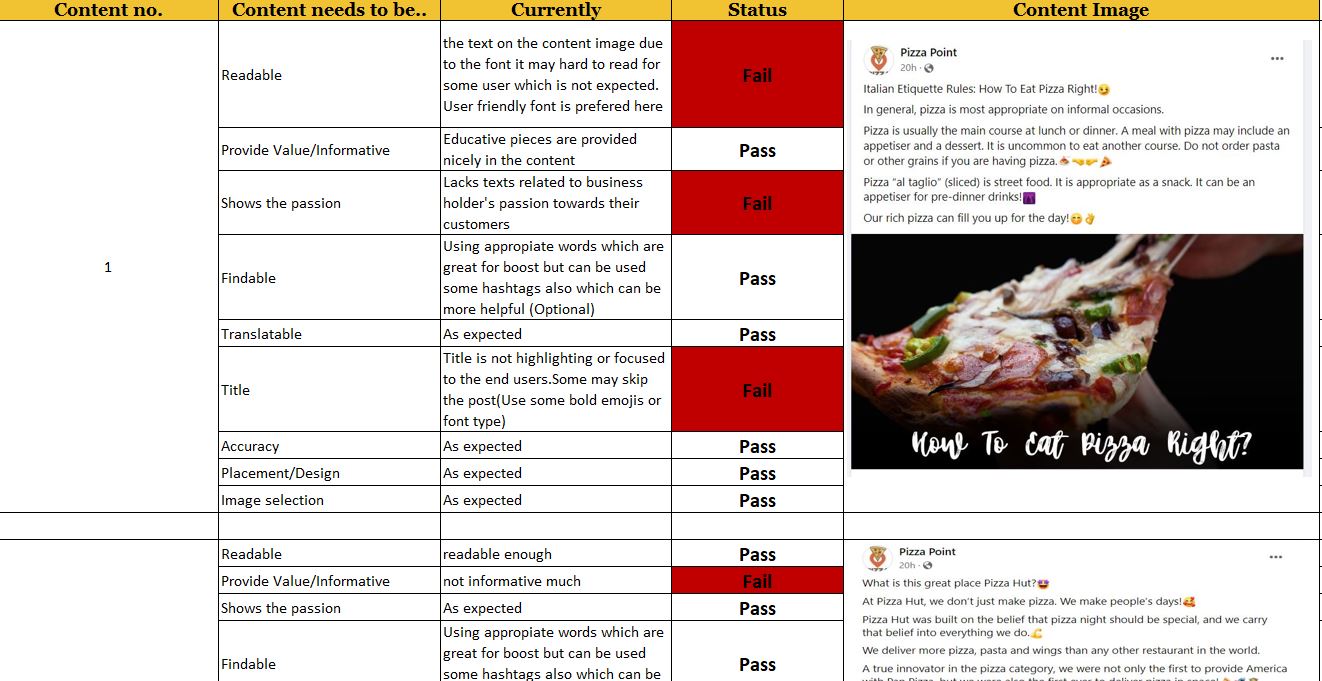 Content no. Content needs to be.. Currently Status Content Image
1
Readable
the text on the content image due
to the font it may hard to read for
some user which is not expected.
User friendly font is prefered here
Fail
Provide Value/Informative
Educative pieces are provided
nicely in the content
Pass
Shows the passion
Lacks texts related to business
holder's passion towards their
customers
Fail
Findable
Using appropiate words which are
great for boost but can be used
some hashtags also which can be
more helpful (Optional)
Pass
Translatable As expected Pass
Title
Title is not highlighting or focused
to the end users.Some may skip
the post(Use some bold emojis or
font type)
Fail
Accuracy As expected Pass
Placement/Design As expected Pass
Image selection As expected Pass
Pizza Point
20h ·
Italian Etiquette Rules: How To Eat Pizza Right!😉
In general, pizza is most appropriate on informal occasions.
Pizza is usually the main course at lunch or dinner. A meal with pizza may include an
appetiser and a dessert. It is uncommon to eat another course. Do not order pasta
or other grains if you are having pizza.
Pizza “al taglio” (sliced) is street food. It is appropriate as a snack. It can be an
appetiser for pre-dinner drinks!
Our rich pizza can fill you up for the day!
How To Eat Pizza Right?
Readable readable enough Pass
Provide Value/Informative not informative much Fail
Shows the passion As expected Pass
Findable
Using appropiate words which are
great for boost but can be used
some hashtags also which can be
Pass
Pizza Point
20h ·
What is this great place Pizza Hut?
At Pizza Hut, we don't just make pizza. We make people's days!
Pizza Hut was built on the belief that pizza night should be special, and we carry
that belief into everything we do.
We deliver more pizza, pasta and wings than any other restaurant in the world.
A true innovator in the pizza category, we were not only the first to provide America
with Pan Pizza, but we were also the first ever to deliver pizza in space!